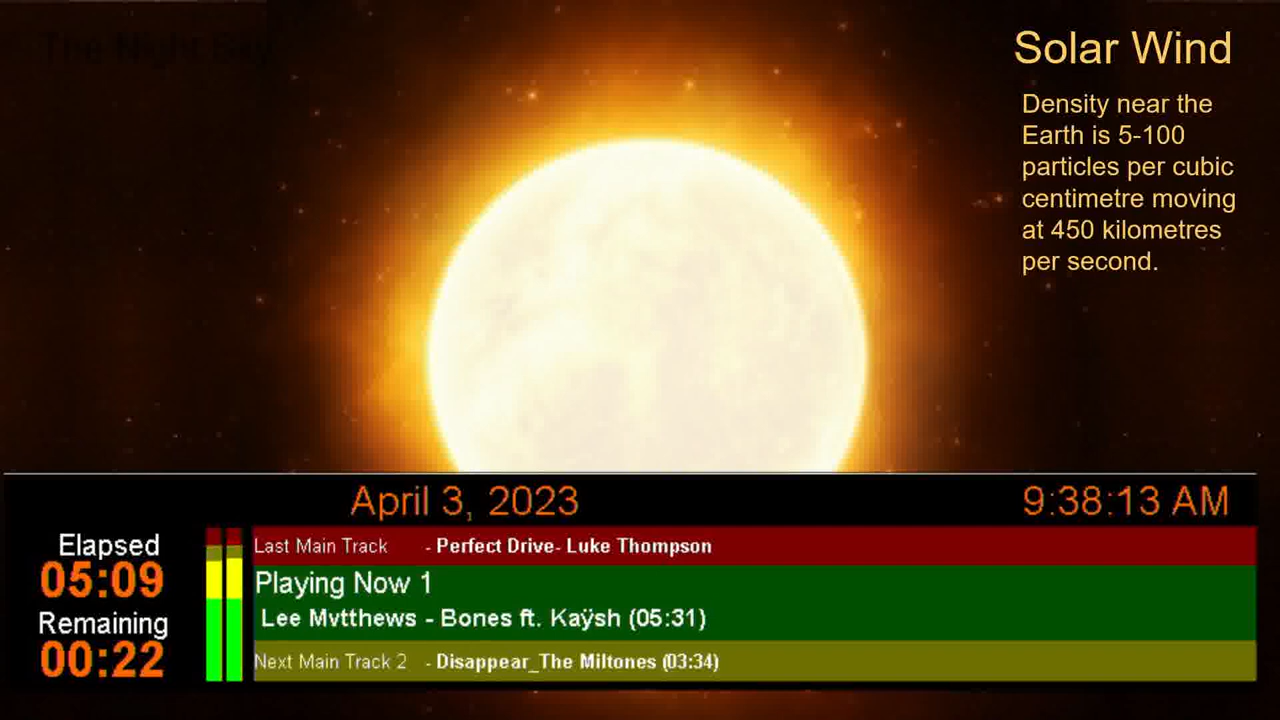 The Night Sky
Solar Wind
Density near the
Earth is 5-100
particles per cubic
centimetre moving
at 450 kilometres
per second.
April 3, 2023
9:38:13 AM
Elapsed
05:09
Remaining
00:22
Last Main Track - Perfect Drive- Luke Thompson
Playing Now 1
Lee Mvtthews - Bones ft. Kaÿsh (05:31)
Next Main Track 2 - Disappear_The Miltones (03:34)